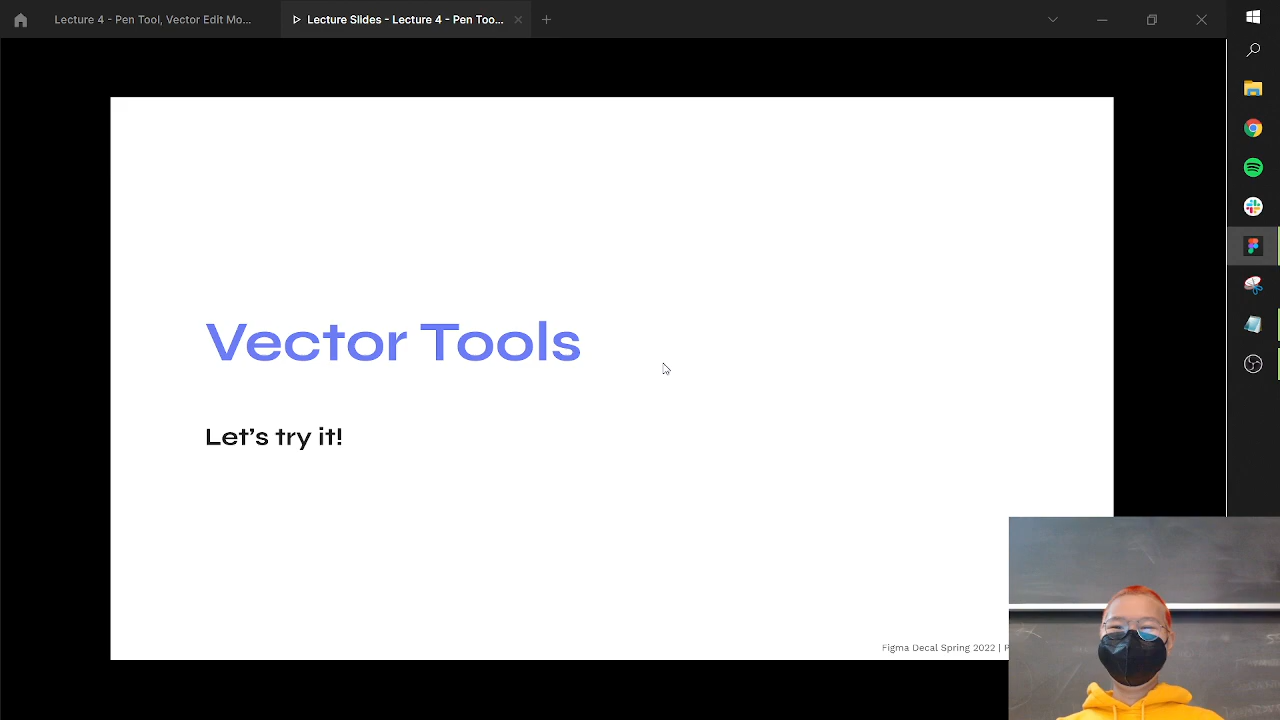 Lecture 4 - Pen Tool, Vector Edit Mo...
Lecture Slides - Lecture 4 - Pen Too...
Vector Tools
Let's try it!
Figma Decal Spring 2022 |